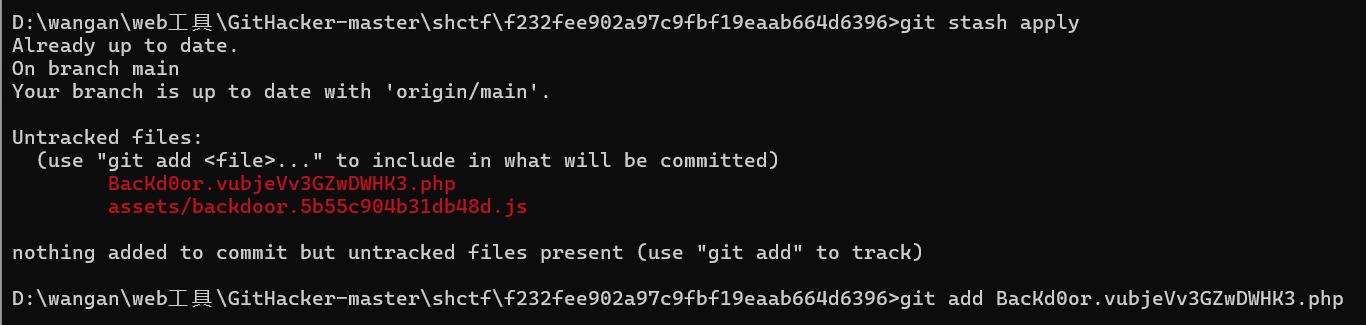 D:\wangan\web工具\GitHacker-master\shctf\f232fee902a97c9fbf19eaab664d6396>git stash apply
Already up to date.
On branch main
Your branch is up to date with 'origin/main'.
Untracked files:
(use "git add <file>..." to include in what will be committed)
BacKd0or.vubjeVv3GZwDWHK3.php
assets/backdoor.5b55c904b31db48d.js
nothing added to commit but untracked files present (use "git add" to track)
D:\wangan\web工具\GitHacker-master\shctf\f232fee902a97c9fbf19eaab664d6396>git add BacKd0or.vubjeVv3GZwDWHK3.php